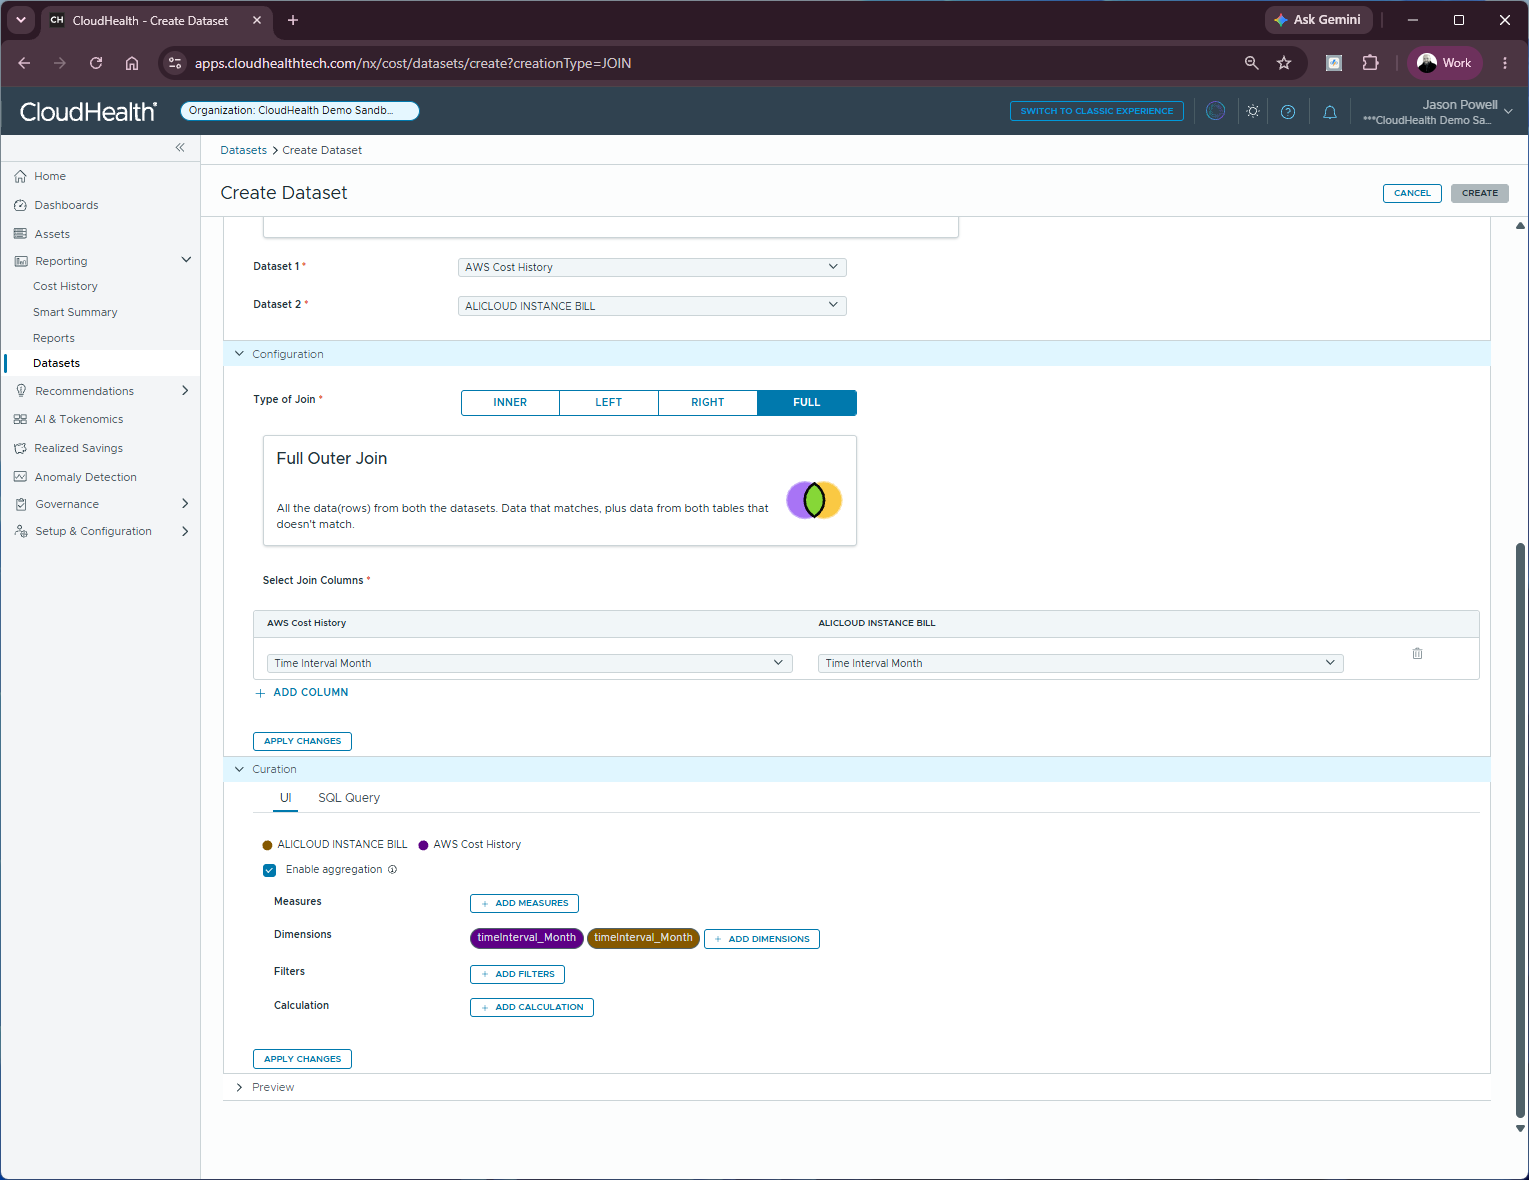 CH CloudHealth - Create Dataset
Ask Gemini
apps.cloudhealthtech.com/nx/cost/datasets/create?creationType=JOIN
Work
CloudHealth
Organization: CloudHealth Demo Sandb...
SWITCH TO CLASSIC EXPERIENCE
Jason Powell
***CloudHealth Demo Sa...
Home
Dashboards
Assets
Reporting
Cost History
Smart Summary
Reports
Datasets
Recommendations
AI & Tokenomics
Realized Savings
Anomaly Detection
Governance
Setup & Configuration
Datasets > Create Dataset
Create Dataset
CANCEL
CREATE
Dataset 1 *
AWS Cost History
Dataset 2 *
ALICLOUD INSTANCE BILL
Configuration
Type of Join *
INNER
LEFT
RIGHT
FULL
Full Outer Join
All the data(rows) from both the datasets. Data that matches, plus data from both tables that
doesn't match.
Select Join Columns *
AWS Cost History
ALICLOUD INSTANCE BILL
Time Interval Month
Time Interval Month
+ ADD COLUMN
APPLY CHANGES
Curation
UI
SQL Query
ALICLOUD INSTANCE BILL
AWS Cost History
Enable aggregation
Measures
+ ADD MEASURES
Dimensions
timeInterval_Month
timeInterval_Month
+ ADD DIMENSIONS
Filters
+ ADD FILTERS
Calculation
+ ADD CALCULATION
APPLY CHANGES
Preview